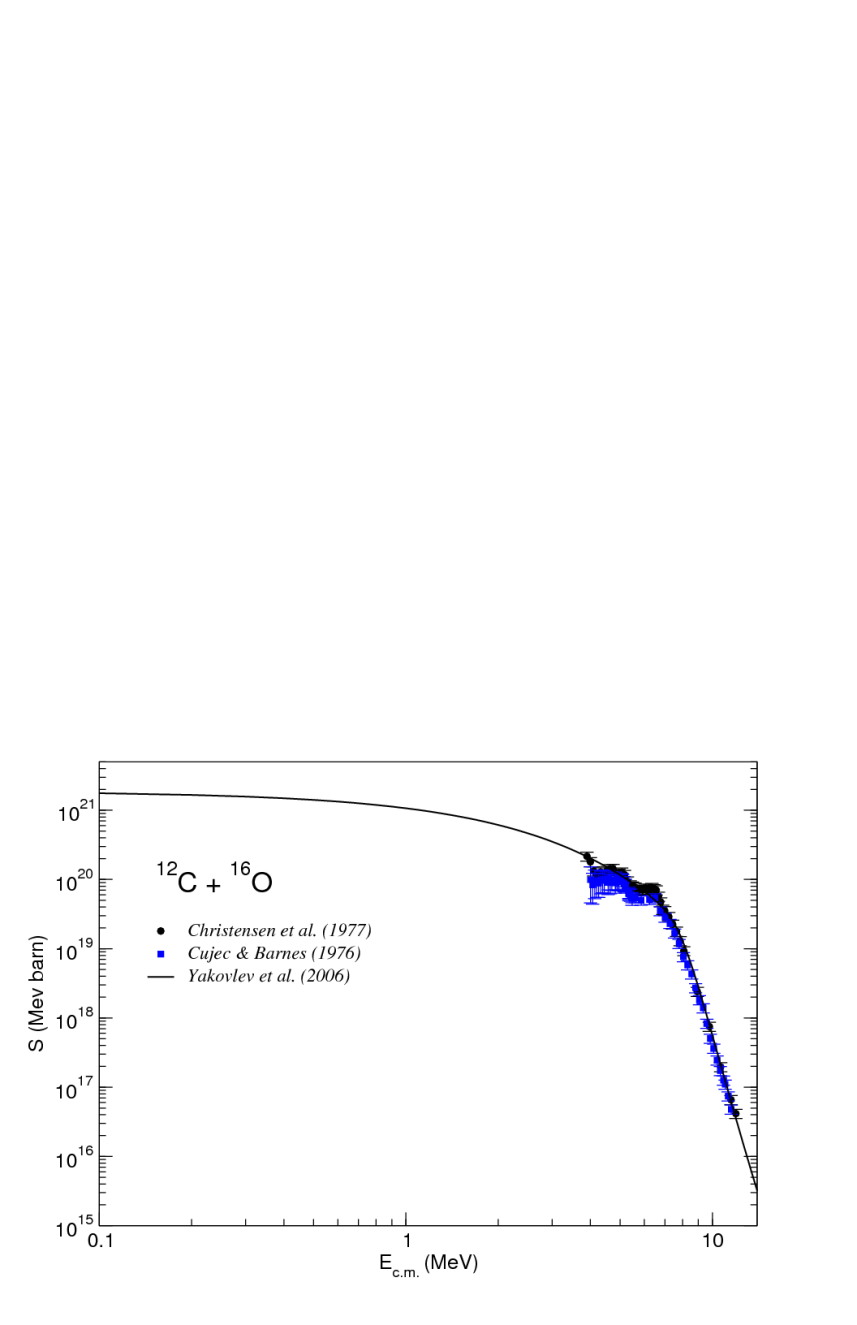 10^21
10^20
10^19
10^18
10^17
10^16
10^15
S (Mev barn)
^12C + ^16O
Christensen et al. (1977)
Cujec & Barnes (1976)
Yakovlev et al. (2006)
0.1 1 10
E_c.m. (MeV)